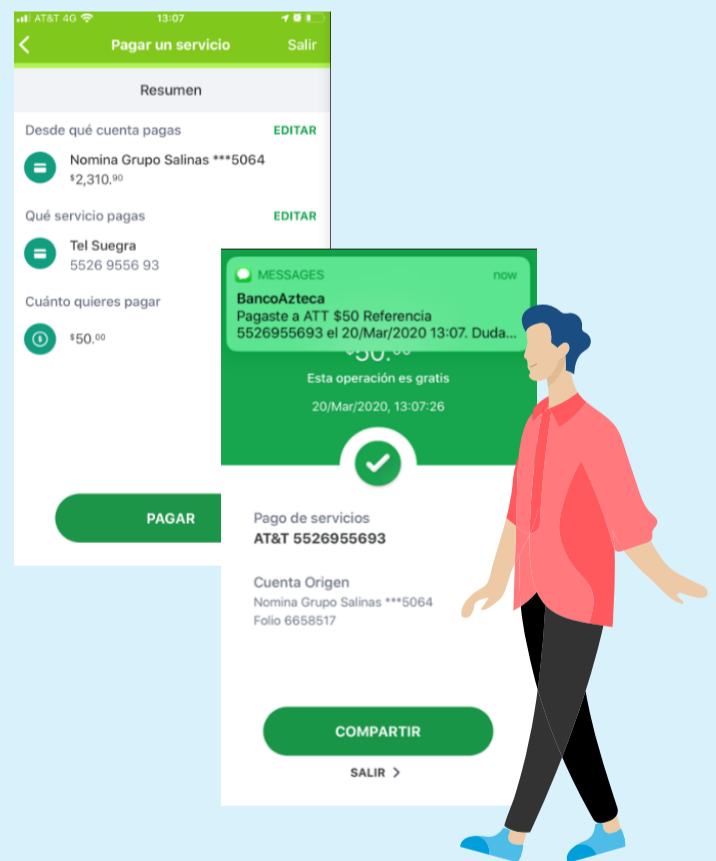 AT&T 4G 13:07
Pagar un servicio Salir
Resumen
Desde qué cuenta pagas EDITAR
Nomina Grupo Salinas ***5064
$2,310.90
Qué servicio pagas EDITAR
Tel Suegra
5526 9556 93
Cuánto quieres pagar
$50.00
PAGAR
MESSAGES now
BancoAzteca
Pagaste a ATT $50 Referencia
5526955693 el 20/Mar/2020 13:07. Duda...
$50.00
Esta operación es gratis
20/Mar/2020, 13:07:26
Pago de servicios
AT&T 5526955693
Cuenta Origen
Nomina Grupo Salinas ***5064
Folio 6658517
COMPARTIR
SALIR >